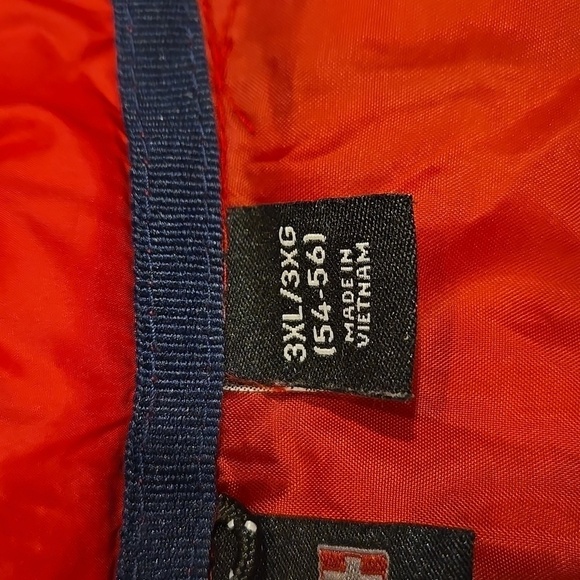 3XL/3XG
(54-56)
MADE IN
VIETNAM